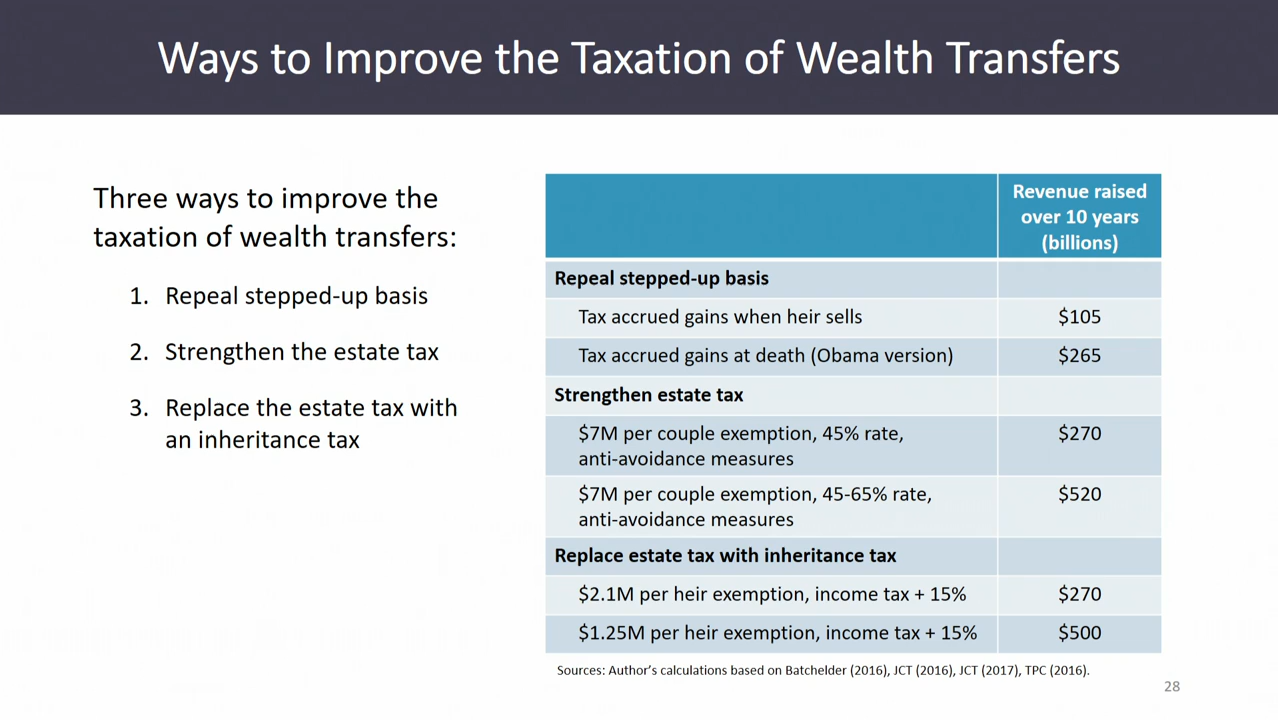 Ways to Improve the Taxation of Wealth Transfers
Three ways to improve the
taxation of wealth transfers:
1. Repeal stepped-up basis
2. Strengthen the estate tax
3. Replace the estate tax with
an inheritance tax
Revenue raised
over 10 years
(billions)
Repeal stepped-up basis
Tax accrued gains when heir sells $105
Tax accrued gains at death (Obama version) $265
Strengthen estate tax
$7M per couple exemption, 45% rate, $270
anti-avoidance measures
$7M per couple exemption, 45-65% rate, $520
anti-avoidance measures
Replace estate tax with inheritance tax
$2.1M per heir exemption, income tax + 15% $270
$1.25M per heir exemption, income tax + 15% $500
Sources: Author's calculations based on Batchelder (2016), JCT (2016), JCT (2017), TPC (2016).
28